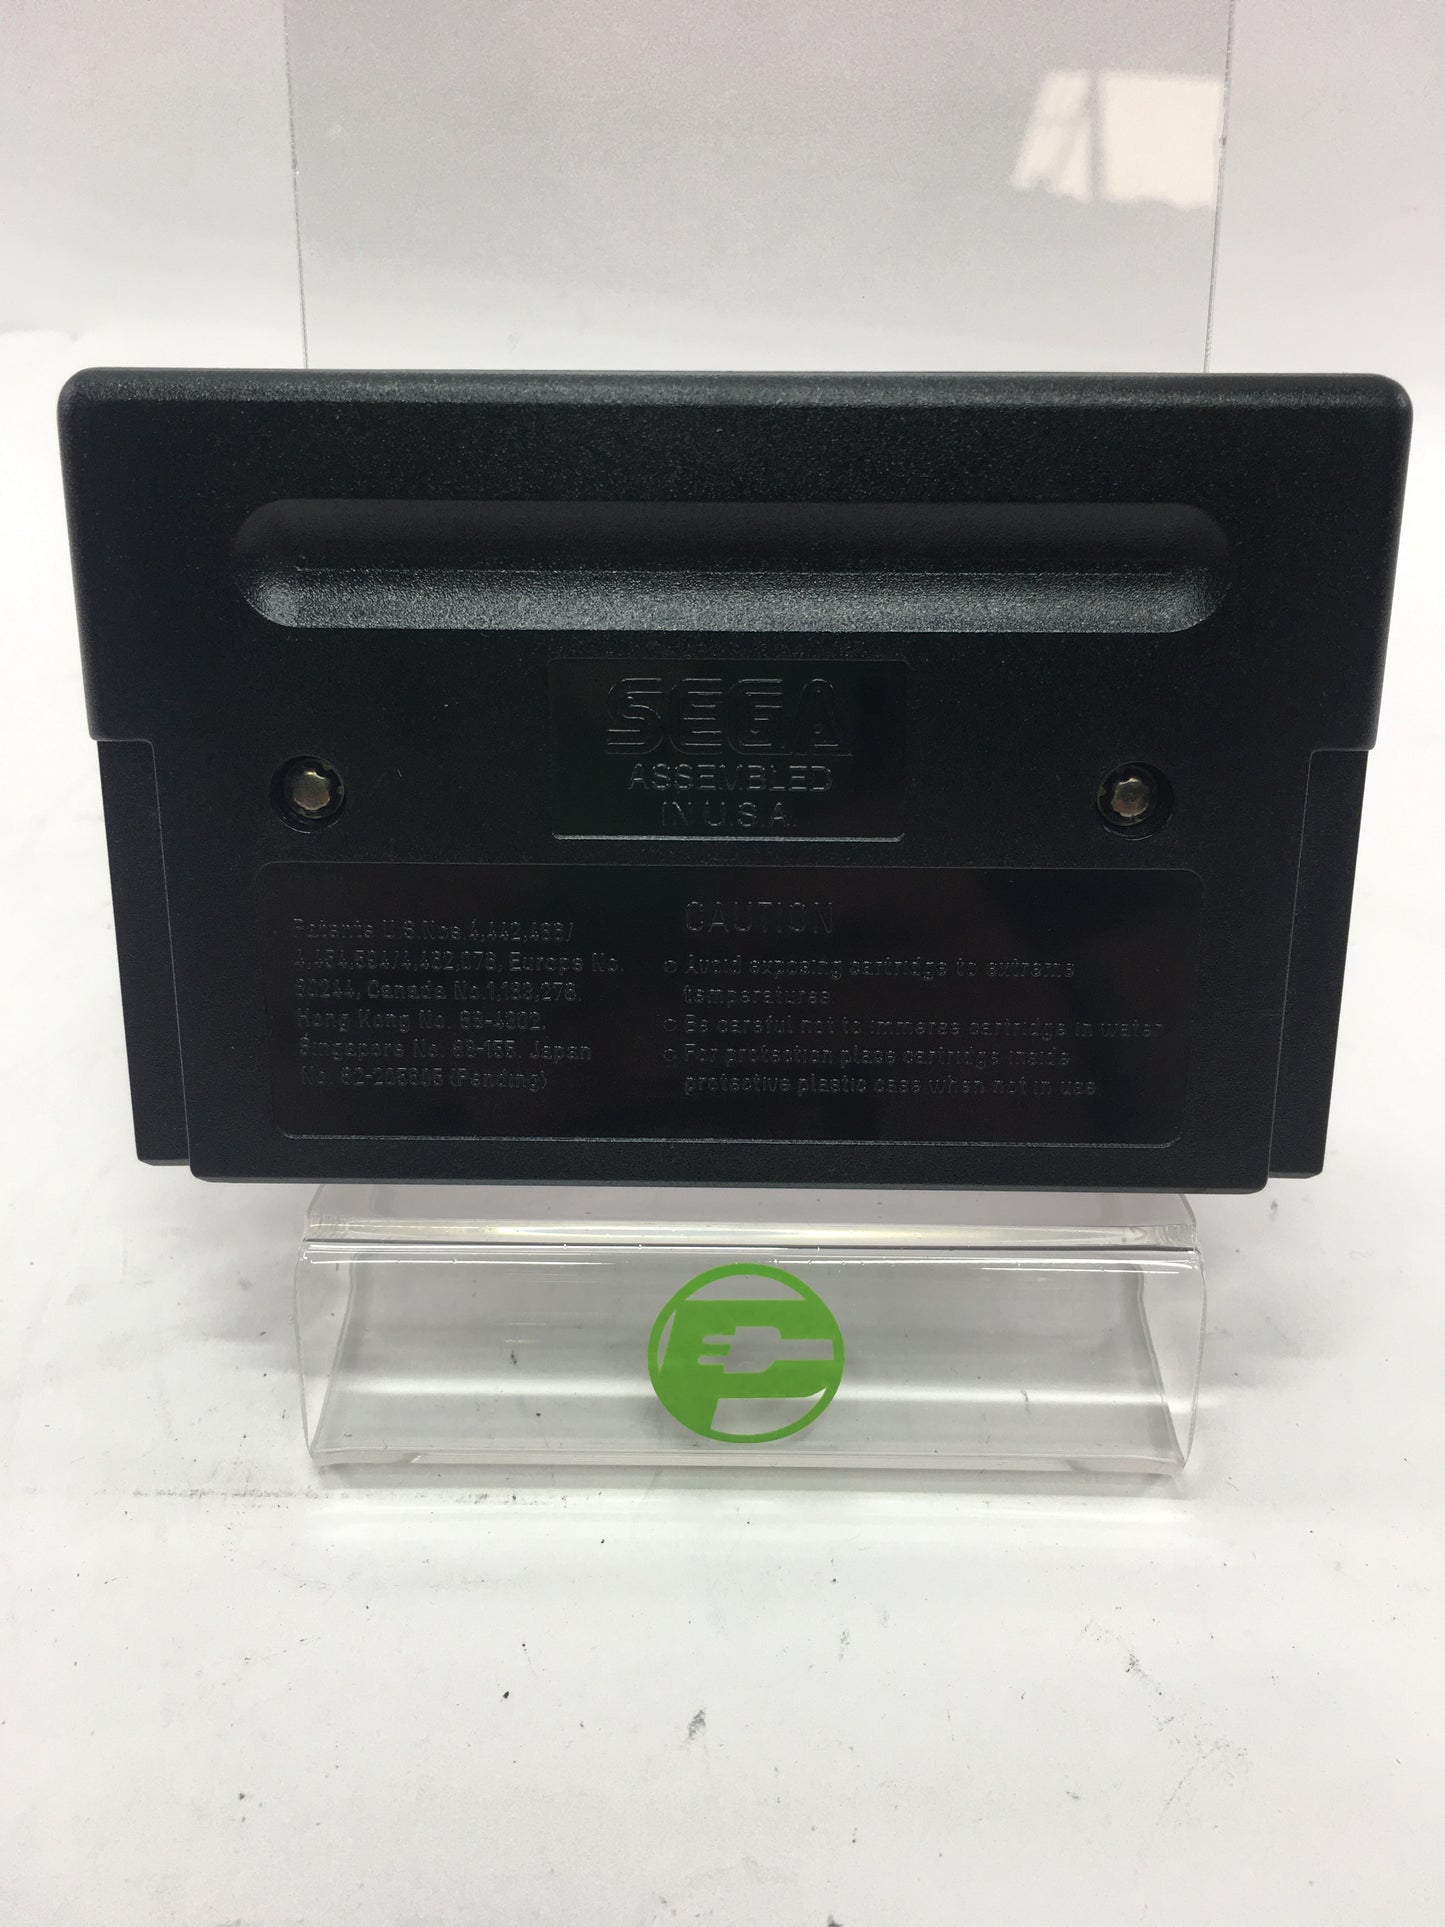 SEGA
ASSEMBLED
IN U.S.A.
Patents U.S.Nos.4,442,486/
4,454,594/4,462,076, Europe No.
80244, Canada No.1,183,276.
Hong Kong No. 88-4302.
Singapore No. 88-155. Japan
No. 82-205605 (Pending)
CAUTION
Avoid exposing cartridge to extreme
temperatures.
Be careful not to immerse cartridge in water
For protection place cartridge inside
protective plastic case when not in use